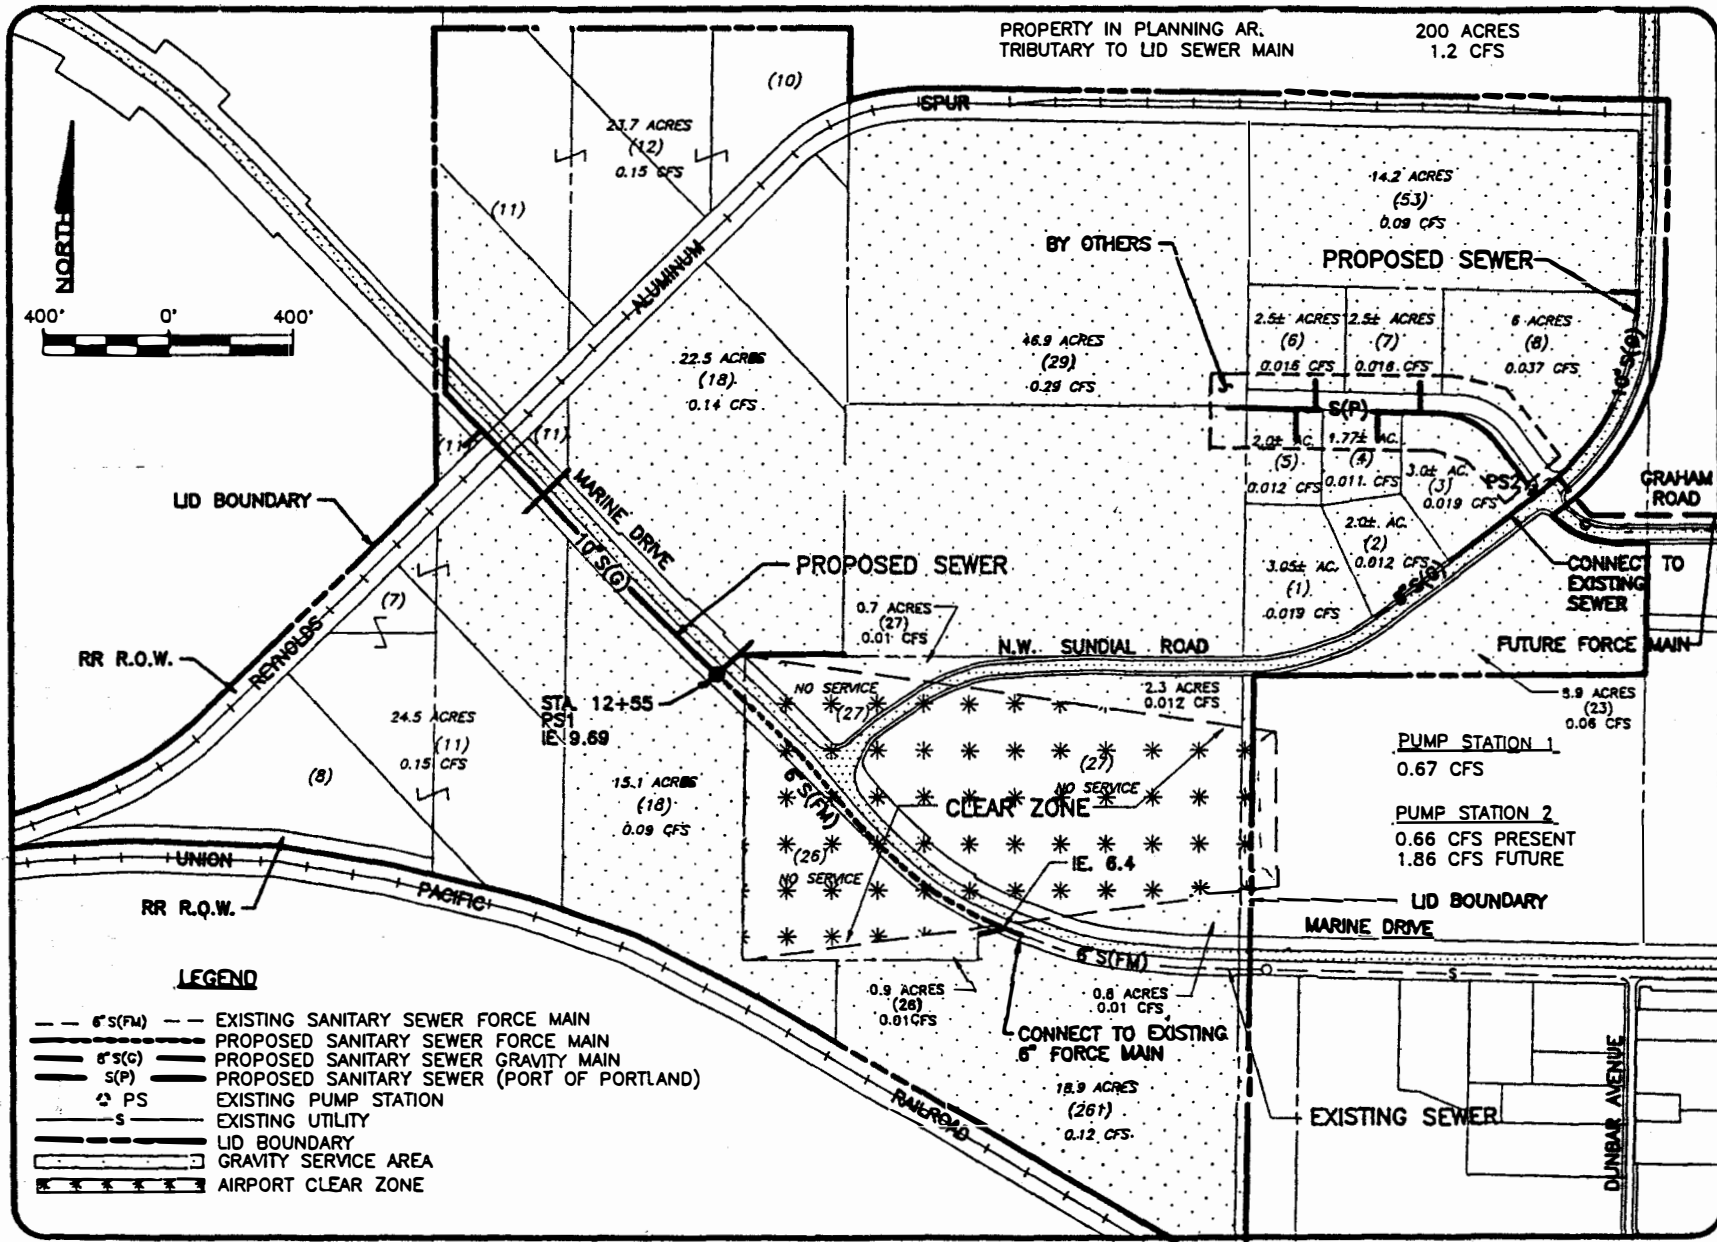 PROPERTY IN PLANNING AR.
TRIBUTARY TO LID SEWER MAIN
200 ACRES
1.2 CFS
SPUR
(10)
23.7 ACRES
(12)
0.15 CFS
(11)
NORTH
400'
0'
400'
ALUMINUM
14.2 ACRES
(53)
0.09 CFS
BY OTHERS
PROPOSED SEWER
2.5± ACRES
(6)
0.016 CFS
2.5± ACRES
(7)
0.016 CFS
6 ACRES
(8)
0.037 CFS
10" S(G)
22.5 ACRES
(18)
0.14 CFS
46.9 ACRES
(29)
0.29 CFS
S(P)
(11)
(11)
2.0± AC.
(5)
0.012 CFS
1.77± AC.
(4)
0.011 CFS
3.0± AC.
(3)
0.019 CFS
PS2
GRAHAM
ROAD
LID BOUNDARY
MARINE DRIVE
10" S(G)
PROPOSED SEWER
2.0± AC.
(2)
0.012 CFS
3.05± AC.
(1)
0.019 CFS
8" S(G)
CONNECT TO
EXISTING
SEWER
FUTURE FORCE MAIN
(7)
REYNOLDS
RR R.O.W.
0.7 ACRES
(27)
0.01 CFS
N.W. SUNDIAL ROAD
STA. 12+55
PS1
IE 9.69
NO SERVICE
(27)
2.3 ACRES
0.012 CFS
8.9 ACRES
(23)
0.06 CFS
24.5 ACRES
(11)
0.15 CFS
(8)
15.1 ACRES
(18)
0.09 CFS
6" S(FM)
(27)
NO SERVICE
CLEAR ZONE
PUMP STATION 1
0.67 CFS
PUMP STATION 2
0.66 CFS PRESENT
1.86 CFS FUTURE
UNION
PACIFIC
RR R.O.W.
(26)
NO SERVICE
IE. 6.4
LID BOUNDARY
MARINE DRIVE
6" S(FM)
S
0.9 ACRES
(26)
0.01 CFS
0.8 ACRES
0.01 CFS
CONNECT TO EXISTING
6" FORCE MAIN
18.9 ACRES
(261)
0.12 CFS
RAILROAD
EXISTING SEWER
DUNBAR AVENUE
LEGEND
6" S(FM) EXISTING SANITARY SEWER FORCE MAIN
PROPOSED SANITARY SEWER FORCE MAIN
8" S(G) PROPOSED SANITARY SEWER GRAVITY MAIN
S(P) PROPOSED SANITARY SEWER (PORT OF PORTLAND)
PS EXISTING PUMP STATION
S EXISTING UTILITY
LID BOUNDARY
GRAVITY SERVICE AREA
AIRPORT CLEAR ZONE